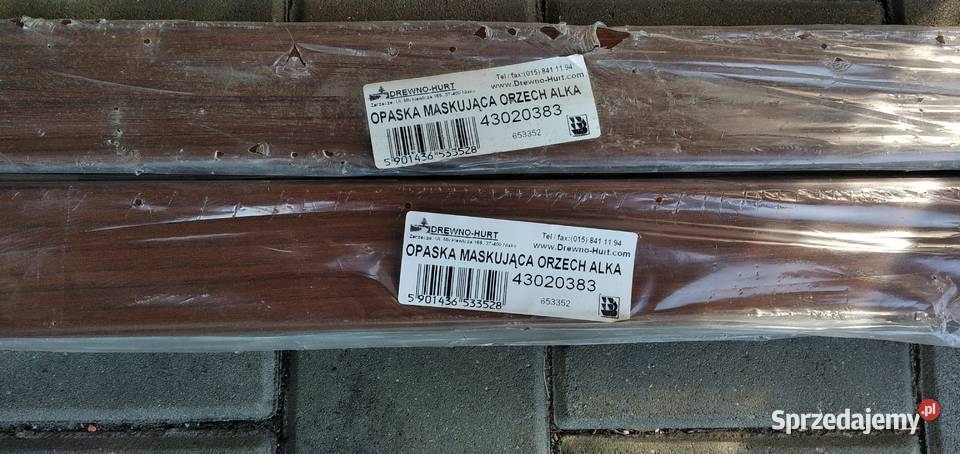 DREWNO-HURT
Tel / fax:(015) 841 11 94
www.Drewno-Hurt.com
OPASKA MASKUJĄCA ORZECH ALKA
43020383
5 901436 533528
653352
DREWNO-HURT
Tel / fax:(015) 841 11 94
www.Drewno-Hurt.com
OPASKA MASKUJĄCA ORZECH ALKA
43020383
5 901436 533528
653352
Sprzedajemy .pl